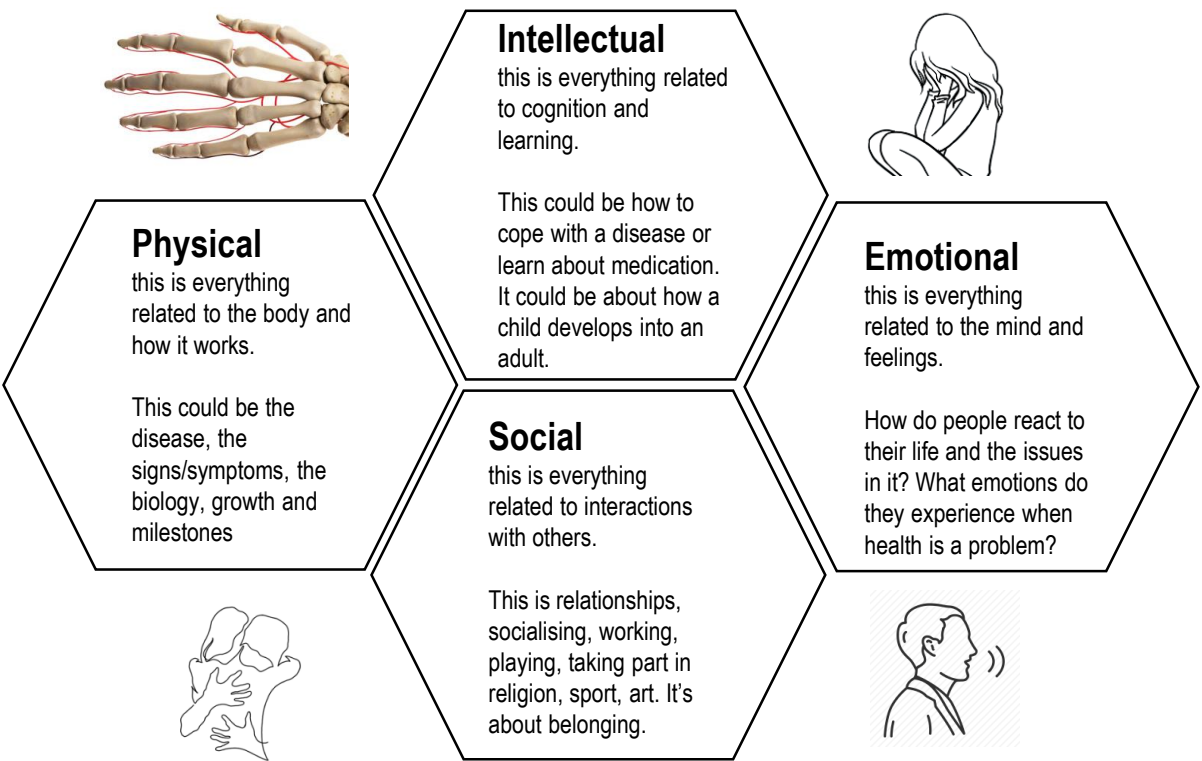 Intellectual
this is everything related
to cognition and
learning.
This could be how to
cope with a disease or
learn about medication.
It could be about how a
child develops into an
adult.
Physical
this is everything
related to the body and
how it works.
This could be the
disease, the
signs/symptoms, the
biology, growth and
milestones
Emotional
this is everything
related to the mind and
feelings.
How do people react to
their life and the issues
in it? What emotions do
they experience when
health is a problem?
Social
this is everything
related to interactions
with others.
This is relationships,
socialising, working,
playing, taking part in
religion, sport, art. It’s
about belonging.